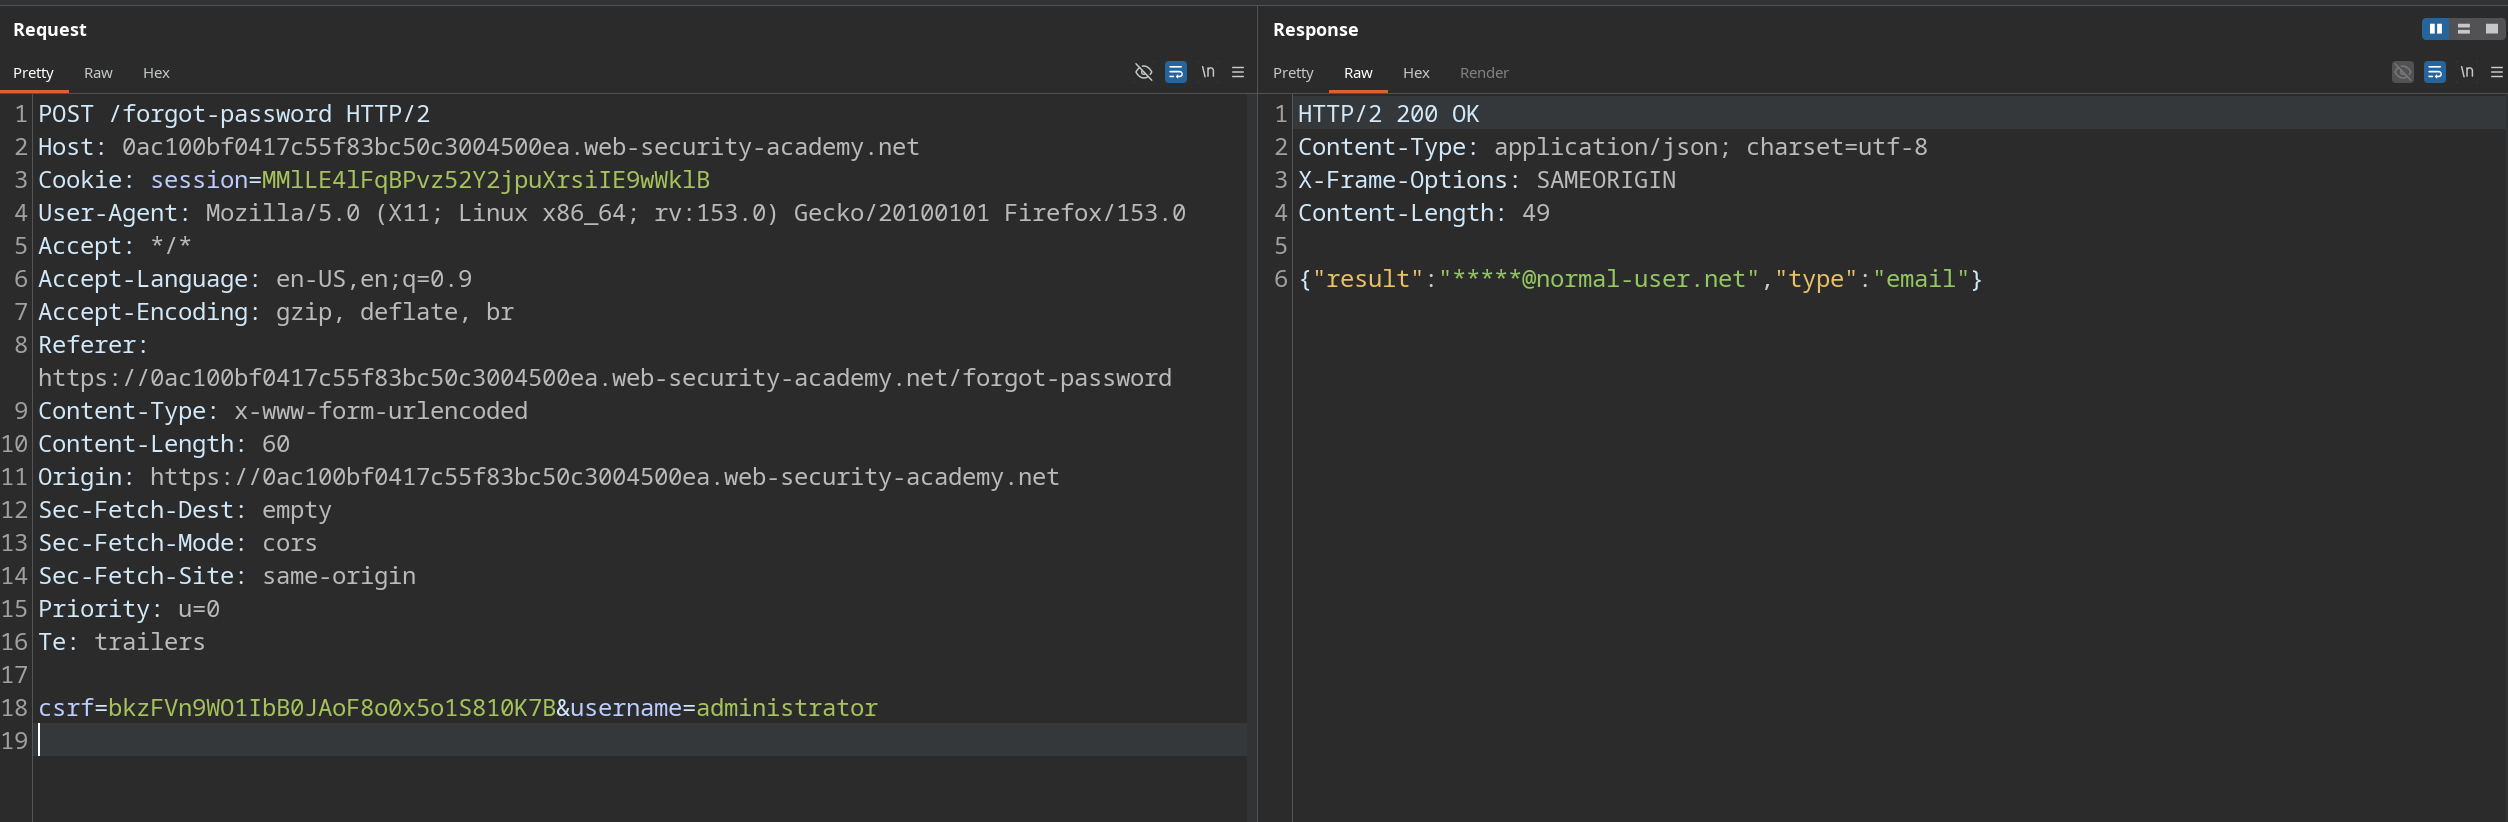 Request
Pretty Raw Hex \n
1 POST /forgot-password HTTP/2
2 Host: 0ac100bf0417c55f83bc50c3004500ea.web-security-academy.net
3 Cookie: session=MMlLE4lFqBPvz52Y2jpuXrsiIE9wWklB
4 User-Agent: Mozilla/5.0 (X11; Linux x86_64; rv:153.0) Gecko/20100101 Firefox/153.0
5 Accept: */*
6 Accept-Language: en-US,en;q=0.9
7 Accept-Encoding: gzip, deflate, br
8 Referer:
https://0ac100bf0417c55f83bc50c3004500ea.web-security-academy.net/forgot-password
9 Content-Type: x-www-form-urlencoded
10 Content-Length: 60
11 Origin: https://0ac100bf0417c55f83bc50c3004500ea.web-security-academy.net
12 Sec-Fetch-Dest: empty
13 Sec-Fetch-Mode: cors
14 Sec-Fetch-Site: same-origin
15 Priority: u=0
16 Te: trailers
17
18 csrf=bkzFVn9WO1IbB0JAoF8o0x5o1S810K7B&username=administrator
19
Response
Pretty Raw Hex Render \n
1 HTTP/2 200 OK
2 Content-Type: application/json; charset=utf-8
3 X-Frame-Options: SAMEORIGIN
4 Content-Length: 49
5
6 {"result":"*****@normal-user.net","type":"email"}